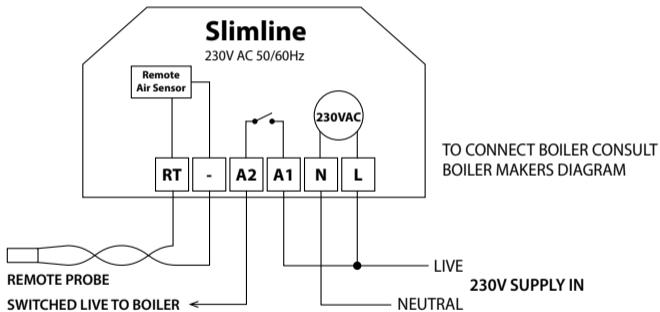 Slimline
230V AC 50/60Hz
Remote
Air Sensor
230VAC
RT - A2 A1 N L
TO CONNECT BOILER CONSULT
BOILER MAKERS DIAGRAM
REMOTE PROBE
LIVE
230V SUPPLY IN
SWITCHED LIVE TO BOILER
NEUTRAL